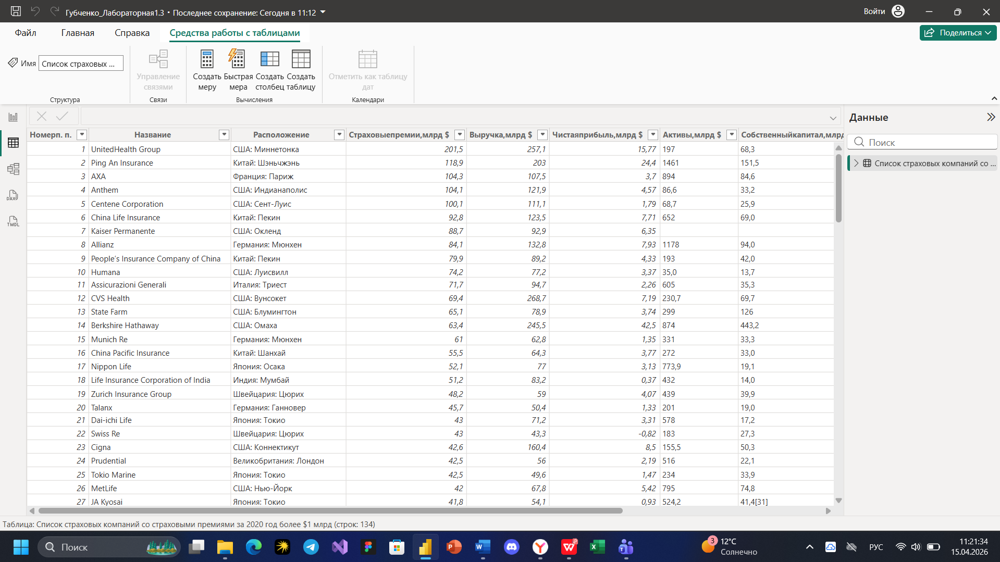 Губченко_Лабораторная1.3 • Последнее сохранение: Сегодня в 11:12
Войти
Файл Главная Справка Средства работы с таблицами Поделиться
Имя Список страховых ...
Управление связями
Создать меру
Быстрая мера
Создать столбец
Создать таблицу
Отметить как таблицу дат
Структура Связи Вычисления Календари
DAX
TMDL
Данные
Поиск
Список страховых компаний со ...
Номерп. п. Название Расположение Страховыепремии,млрд $ Выручка,млрд $ Чистаяприбыль,млрд $ Активы,млрд $ Собственныйкапитал,млрд
1 UnitedHealth Group США: Миннетонка 201,5 257,1 15,77 197 68,3
2 Ping An Insurance Китай: Шэньчжэнь 118,9 203 24,4 1461 151,5
3 AXA Франция: Париж 104,3 107,5 3,7 894 84,6
4 Anthem США: Индианаполис 104,1 121,9 4,57 86,6 33,2
5 Centene Corporation США: Сент-Луис 100,1 111,1 1,79 68,7 25,9
6 China Life Insurance Китай: Пекин 92,8 123,5 7,71 652 69,0
7 Kaiser Permanente США: Окленд 88,7 92,9 6,35
8 Allianz Германия: Мюнхен 84,1 132,8 7,93 1178 94,0
9 People’s Insurance Company of China Китай: Пекин 79,9 89,2 4,33 193 42,0
10 Humana США: Луисвилл 74,2 77,2 3,37 35,0 13,7
11 Assicurazioni Generali Италия: Триест 71,7 94,7 2,26 605 35,3
12 CVS Health США: Вунсокет 69,4 268,7 7,19 230,7 69,7
13 State Farm США: Блумингтон 65,1 78,9 3,74 299 126
14 Berkshire Hathaway США: Омаха 63,4 245,5 42,5 874 443,2
15 Munich Re Германия: Мюнхен 61 62,8 1,35 331 33,3
16 China Pacific Insurance Китай: Шанхай 55,5 64,3 3,77 272 33,0
17 Nippon Life Япония: Осака 52,1 77 3,13 773,9 19,1
18 Life Insurance Corporation of India Индия: Мумбай 51,2 83,2 0,37 432 14,0
19 Zurich Insurance Group Швейцария: Цюрих 48,2 59 4,07 439 39,9
20 Talanx Германия: Ганновер 45,7 50,4 1,33 201 19,0
21 Dai-ichi Life Япония: Токио 43 71,2 3,31 578 17,2
22 Swiss Re Швейцария: Цюрих 43 43,3 -0,82 183 27,3
23 Cigna США: Коннектикут 42,6 160,4 8,5 155,5 50,3
24 Prudential Великобритания: Лондон 42,5 56 2,19 516 22,1
25 Tokio Marine Япония: Токио 42,5 49,6 1,47 234 33,9
26 MetLife США: Нью-Йорк 42 67,8 5,42 795 74,8
27 JA Kyosai Япония: Токио 41,8 54,1 0,93 524,2 41,4[31]
Таблица: Список страховых компаний со страховыми премиями за 2020 год более $1 млрд (строк: 134)
Поиск
3
12°C
Солнечно
РУС
11:21:34
15.04.2026